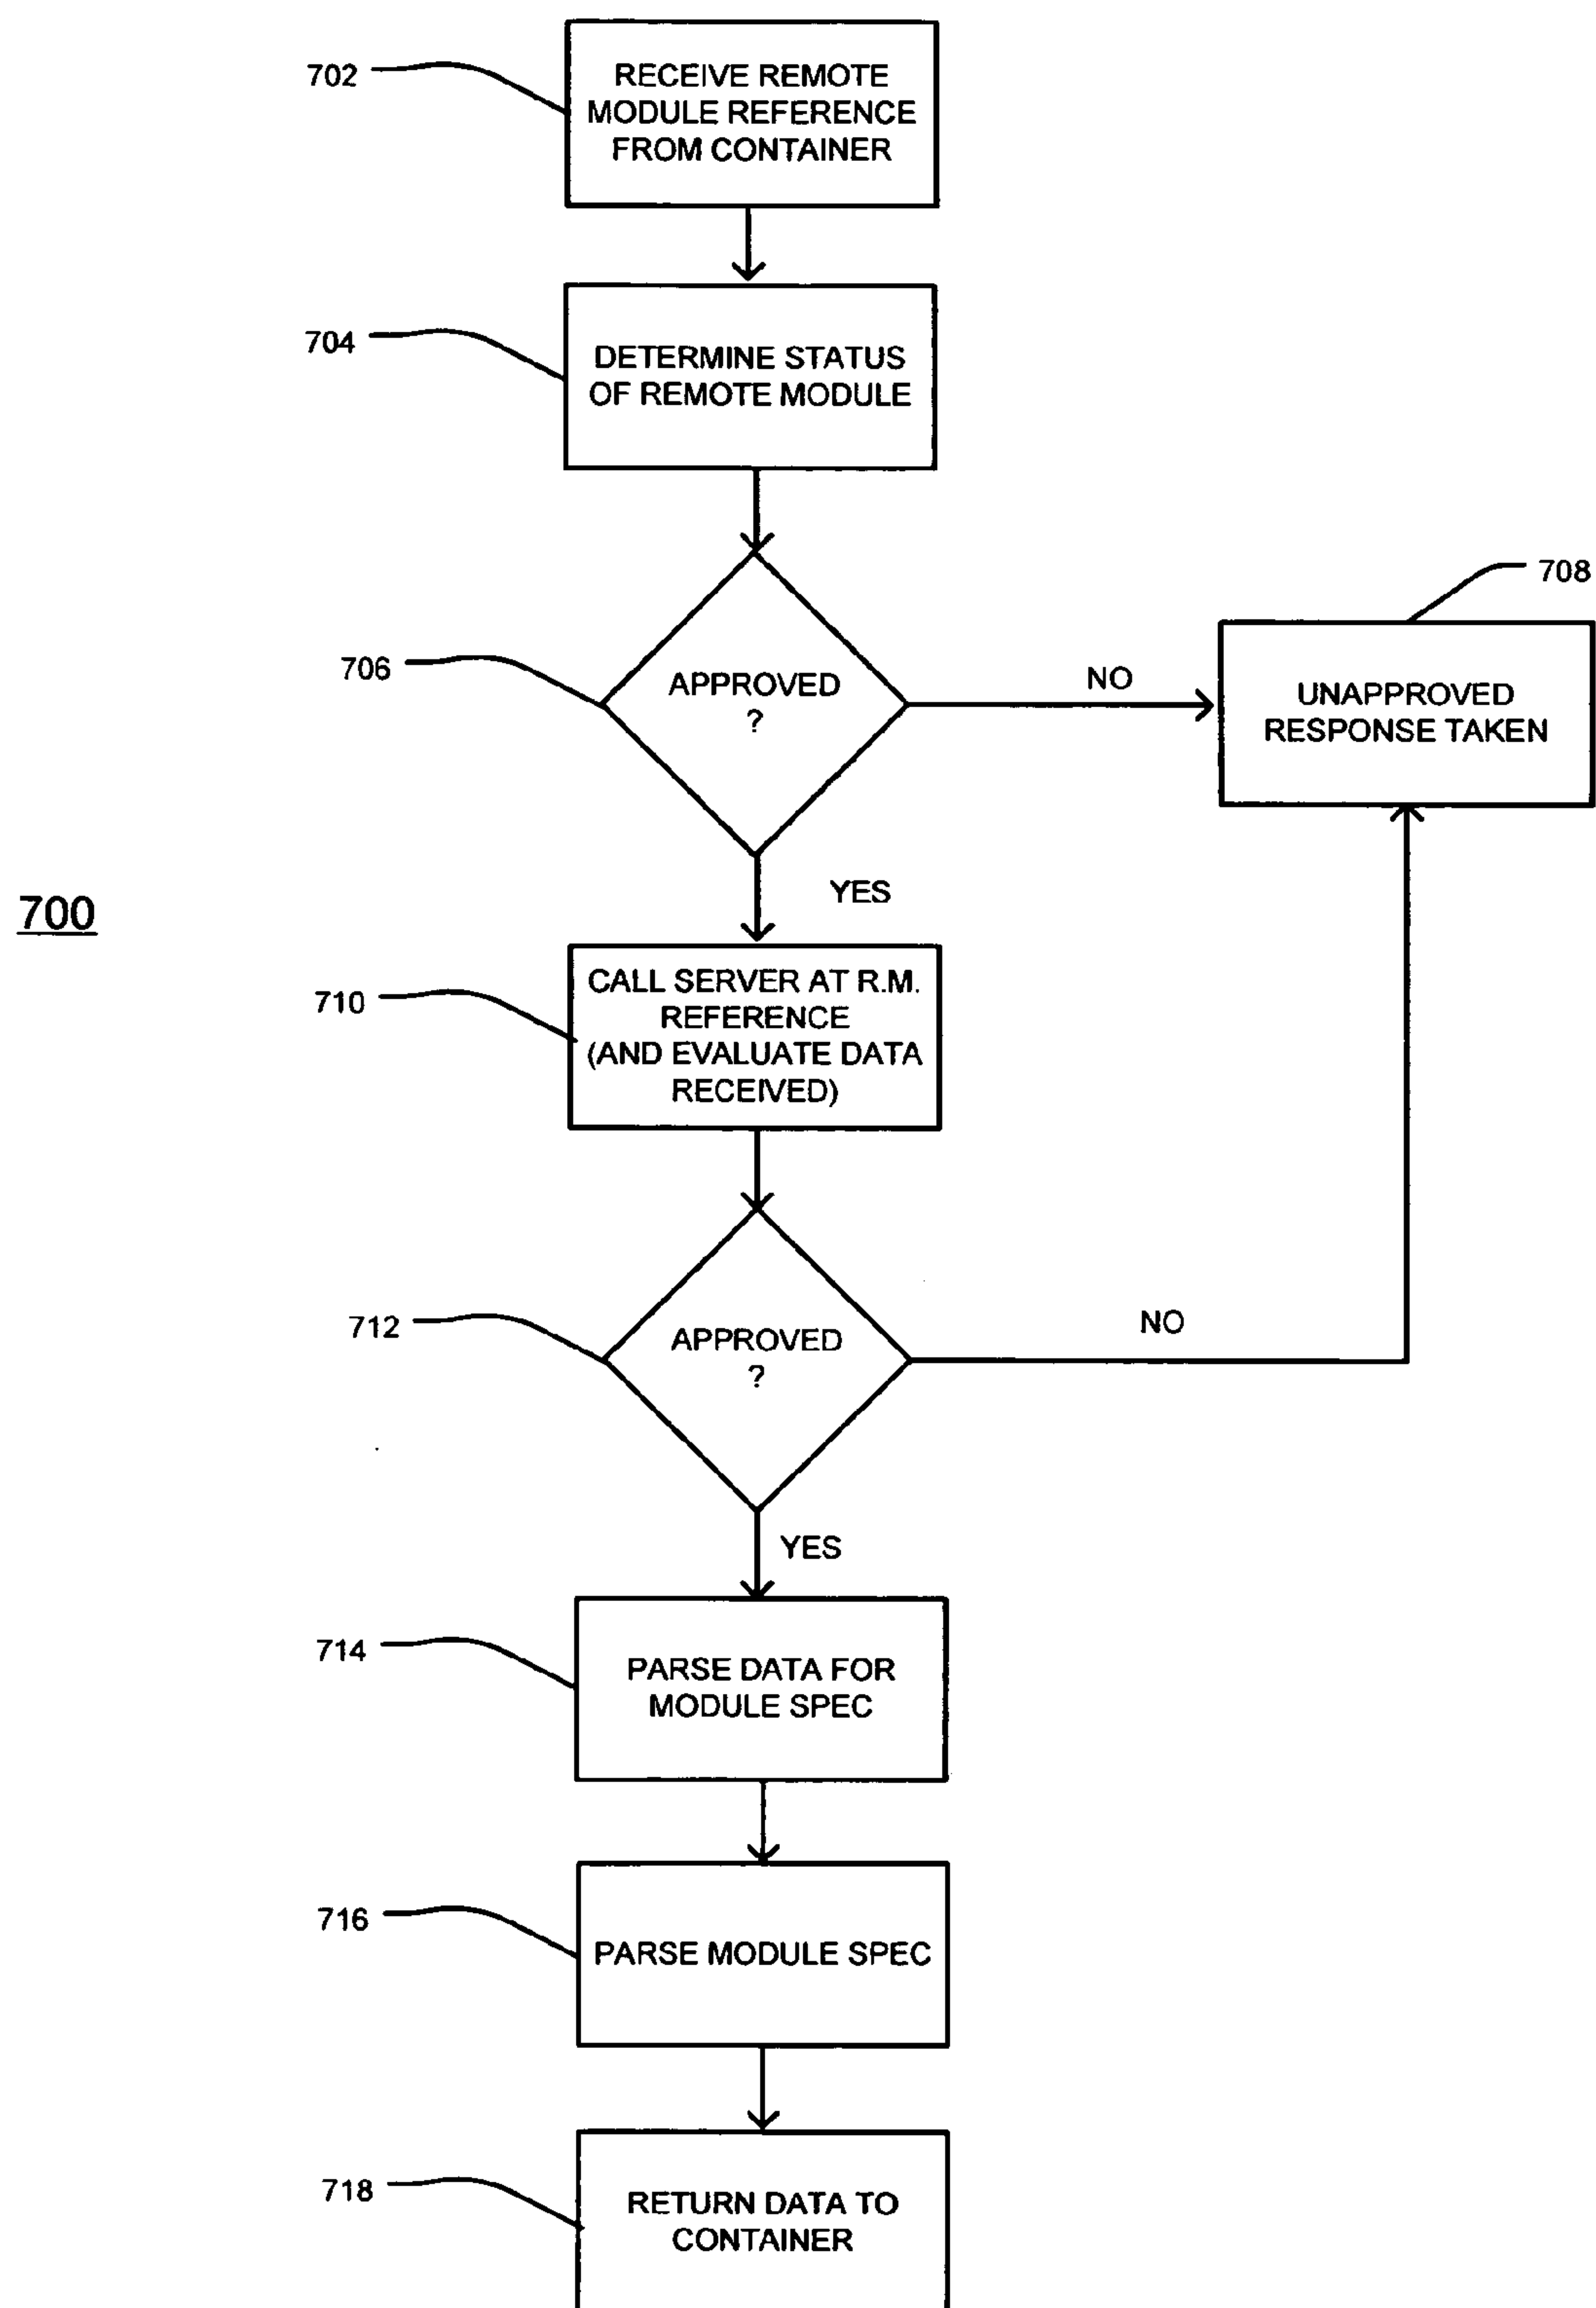 702
RECEIVE REMOTE
MODULE REFERENCE
FROM CONTAINER
704
DETERMINE STATUS
OF REMOTE MODULE
706
APPROVED
?
NO
708
UNAPPROVED
RESPONSE TAKEN
YES
700
710
CALL SERVER AT R.M.
REFERENCE
(AND EVALUATE DATA
RECEIVED)
712
APPROVED
?
NO
YES
714
PARSE DATA FOR
MODULE SPEC
716
PARSE MODULE SPEC
718
RETURN DATA TO
CONTAINER